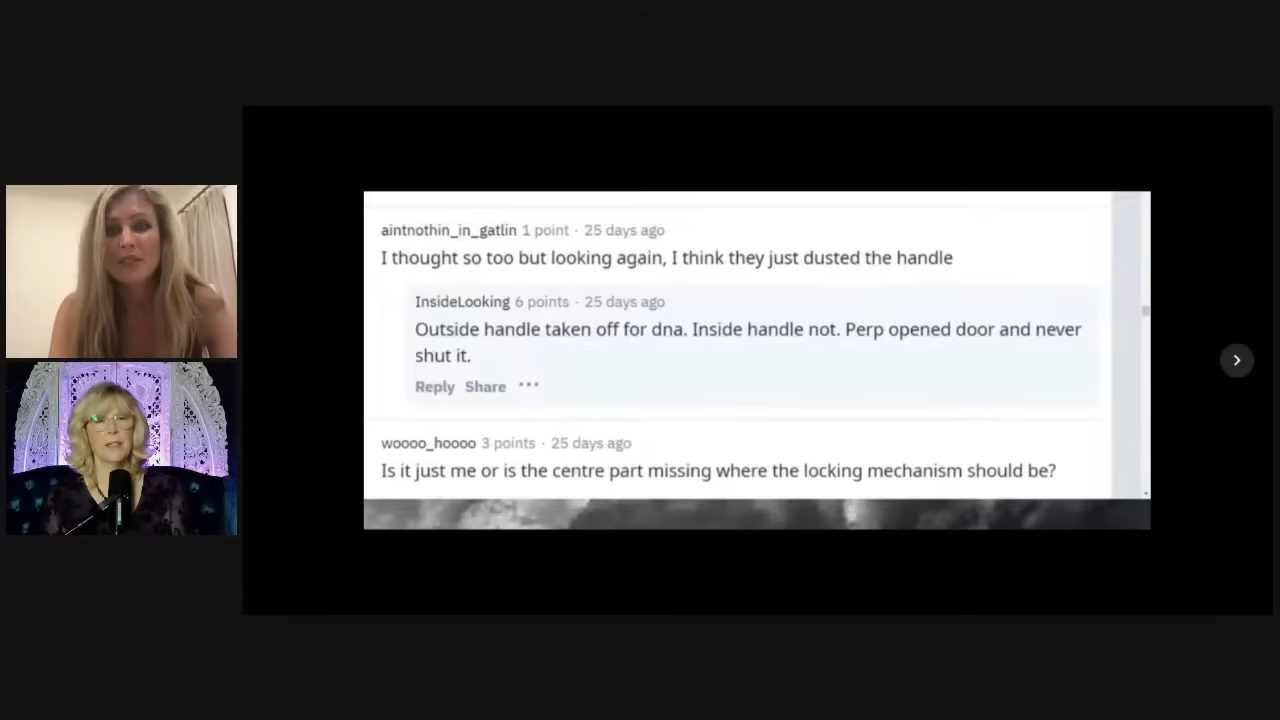 aintnothin_in_gatlin 1 point · 25 days ago
I thought so too but looking again, I think they just dusted the handle
InsideLooking 6 points · 25 days ago
Outside handle taken off for dna. Inside handle not. Perp opened door and never
shut it.
Reply Share ···
woooo_hoooo 3 points · 25 days ago
Is it just me or is the centre part missing where the locking mechanism should be?